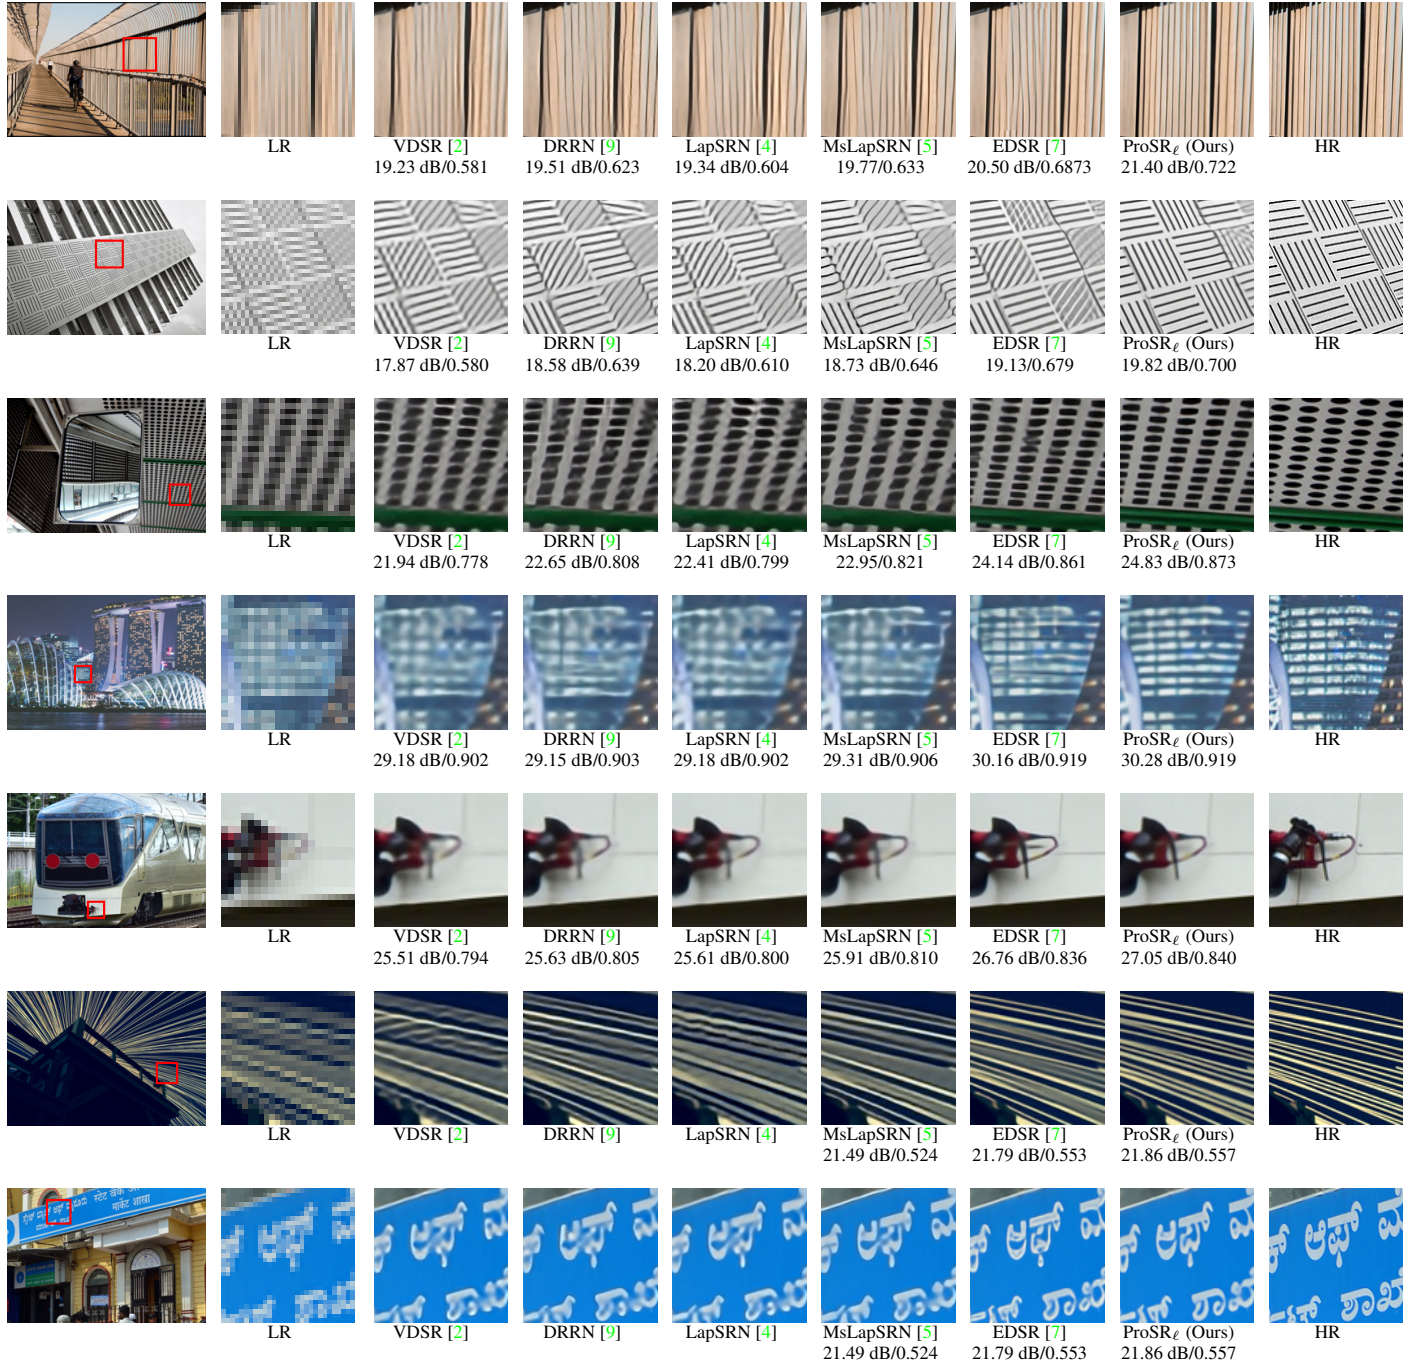 LR VDSR [2] DRRN [9] LapSRN [4] MsLapSRN [5] EDSR [7] ProSRℓ (Ours) HR
19.23 dB/0.581 19.51 dB/0.623 19.34 dB/0.604 19.77/0.633 20.50 dB/0.6873 21.40 dB/0.722
LR VDSR [2] DRRN [9] LapSRN [4] MsLapSRN [5] EDSR [7] ProSRℓ (Ours) HR
17.87 dB/0.580 18.58 dB/0.639 18.20 dB/0.610 18.73 dB/0.646 19.13/0.679 19.82 dB/0.700
LR VDSR [2] DRRN [9] LapSRN [4] MsLapSRN [5] EDSR [7] ProSRℓ (Ours) HR
21.94 dB/0.778 22.65 dB/0.808 22.41 dB/0.799 22.95/0.821 24.14 dB/0.861 24.83 dB/0.873
LR VDSR [2] DRRN [9] LapSRN [4] MsLapSRN [5] EDSR [7] ProSRℓ (Ours) HR
29.18 dB/0.902 29.15 dB/0.903 29.18 dB/0.902 29.31 dB/0.906 30.16 dB/0.919 30.28 dB/0.919
LR VDSR [2] DRRN [9] LapSRN [4] MsLapSRN [5] EDSR [7] ProSRℓ (Ours) HR
25.51 dB/0.794 25.63 dB/0.805 25.61 dB/0.800 25.91 dB/0.810 26.76 dB/0.836 27.05 dB/0.840
LR VDSR [2] DRRN [9] LapSRN [4] MsLapSRN [5] EDSR [7] ProSRℓ (Ours) HR
21.49 dB/0.524 21.79 dB/0.553 21.86 dB/0.557
ಮಾರ್ಕೆಟ್ ಶಾಖೆ
LR VDSR [2] DRRN [9] LapSRN [4] MsLapSRN [5] EDSR [7] ProSRℓ (Ours) HR
21.49 dB/0.524 21.79 dB/0.553 21.86 dB/0.557